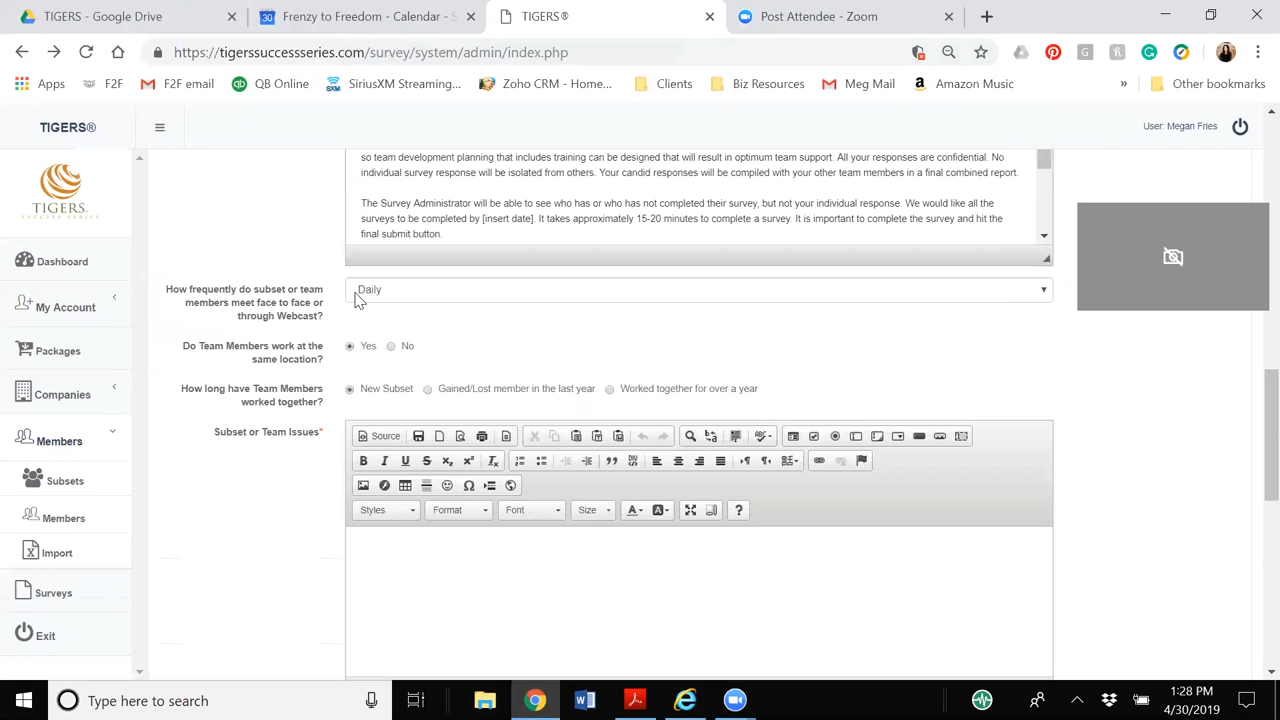 TIGERS - Google Drive
Frenzy to Freedom - Calendar - S
TIGERS®
Post Attendee - Zoom
https://tigerssuccessseries.com/survey/system/admin/index.php
Apps
F2F
F2F email
QB Online
SiriusXM Streaming...
Zoho CRM - Home...
Clients
Biz Resources
Meg Mail
Amazon Music
»
Other bookmarks
TIGERS®
User: Megan Fries
TIGERS
SUCCESS SERIES
Dashboard
My Account
Packages
Companies
Members
Subsets
Members
Import
Surveys
Exit
so team development planning that includes training can be designed that will result in optimum team support. All your responses are confidential. No
individual survey response will be isolated from others. Your candid responses will be compiled with your other team members in a final combined report.
The Survey Administrator will be able to see who has or who has not completed their survey, but not your individual response. We would like all the
surveys to be completed by [insert date]. It takes approximately 15-20 minutes to complete a survey. It is important to complete the survey and hit the
final submit button.
How frequently do subset or team
members meet face to face or
through Webcast?
Daily
Do Team Members work at the
same location?
Yes No
How long have Team Members
worked together?
New Subset Gained/Lost member in the last year Worked together for over a year
Subset or Team Issues*
Source
Styles Format Font Size
Type here to search
1:28 PM
4/30/2019